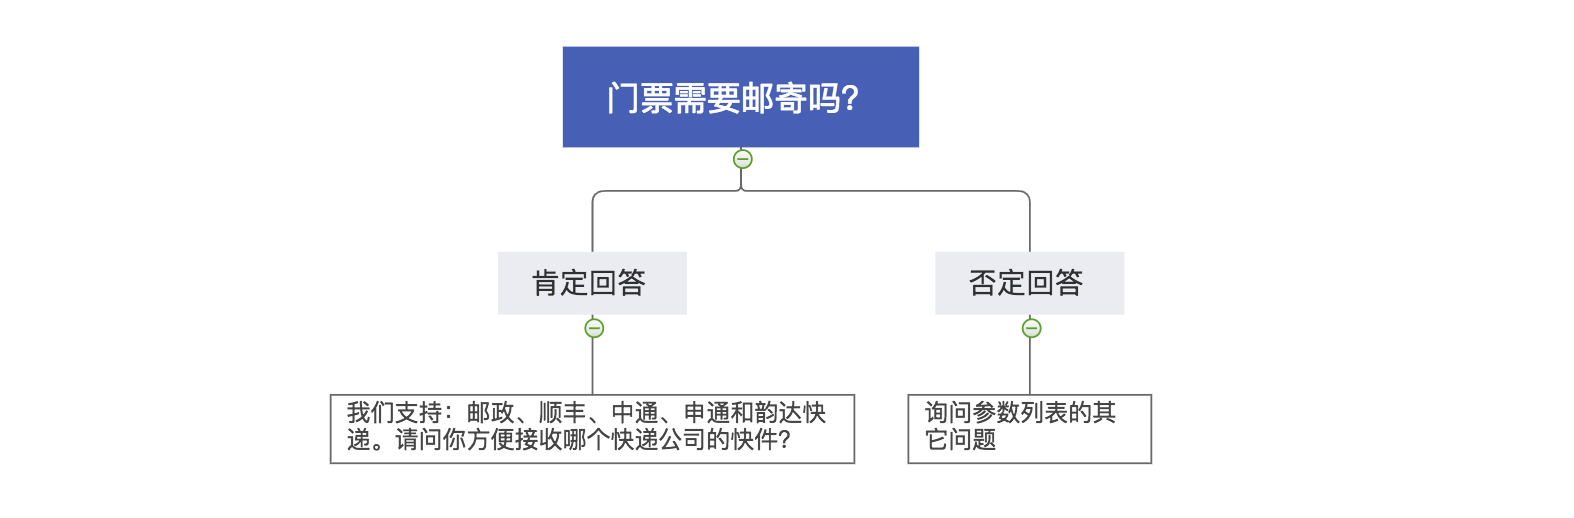 门票需要邮寄吗？
肯定回答
否定回答
我们支持：邮政、顺丰、中通、申通和韵达快
递。请问你方便接收哪个快递公司的快件？
询问参数列表的其
它问题